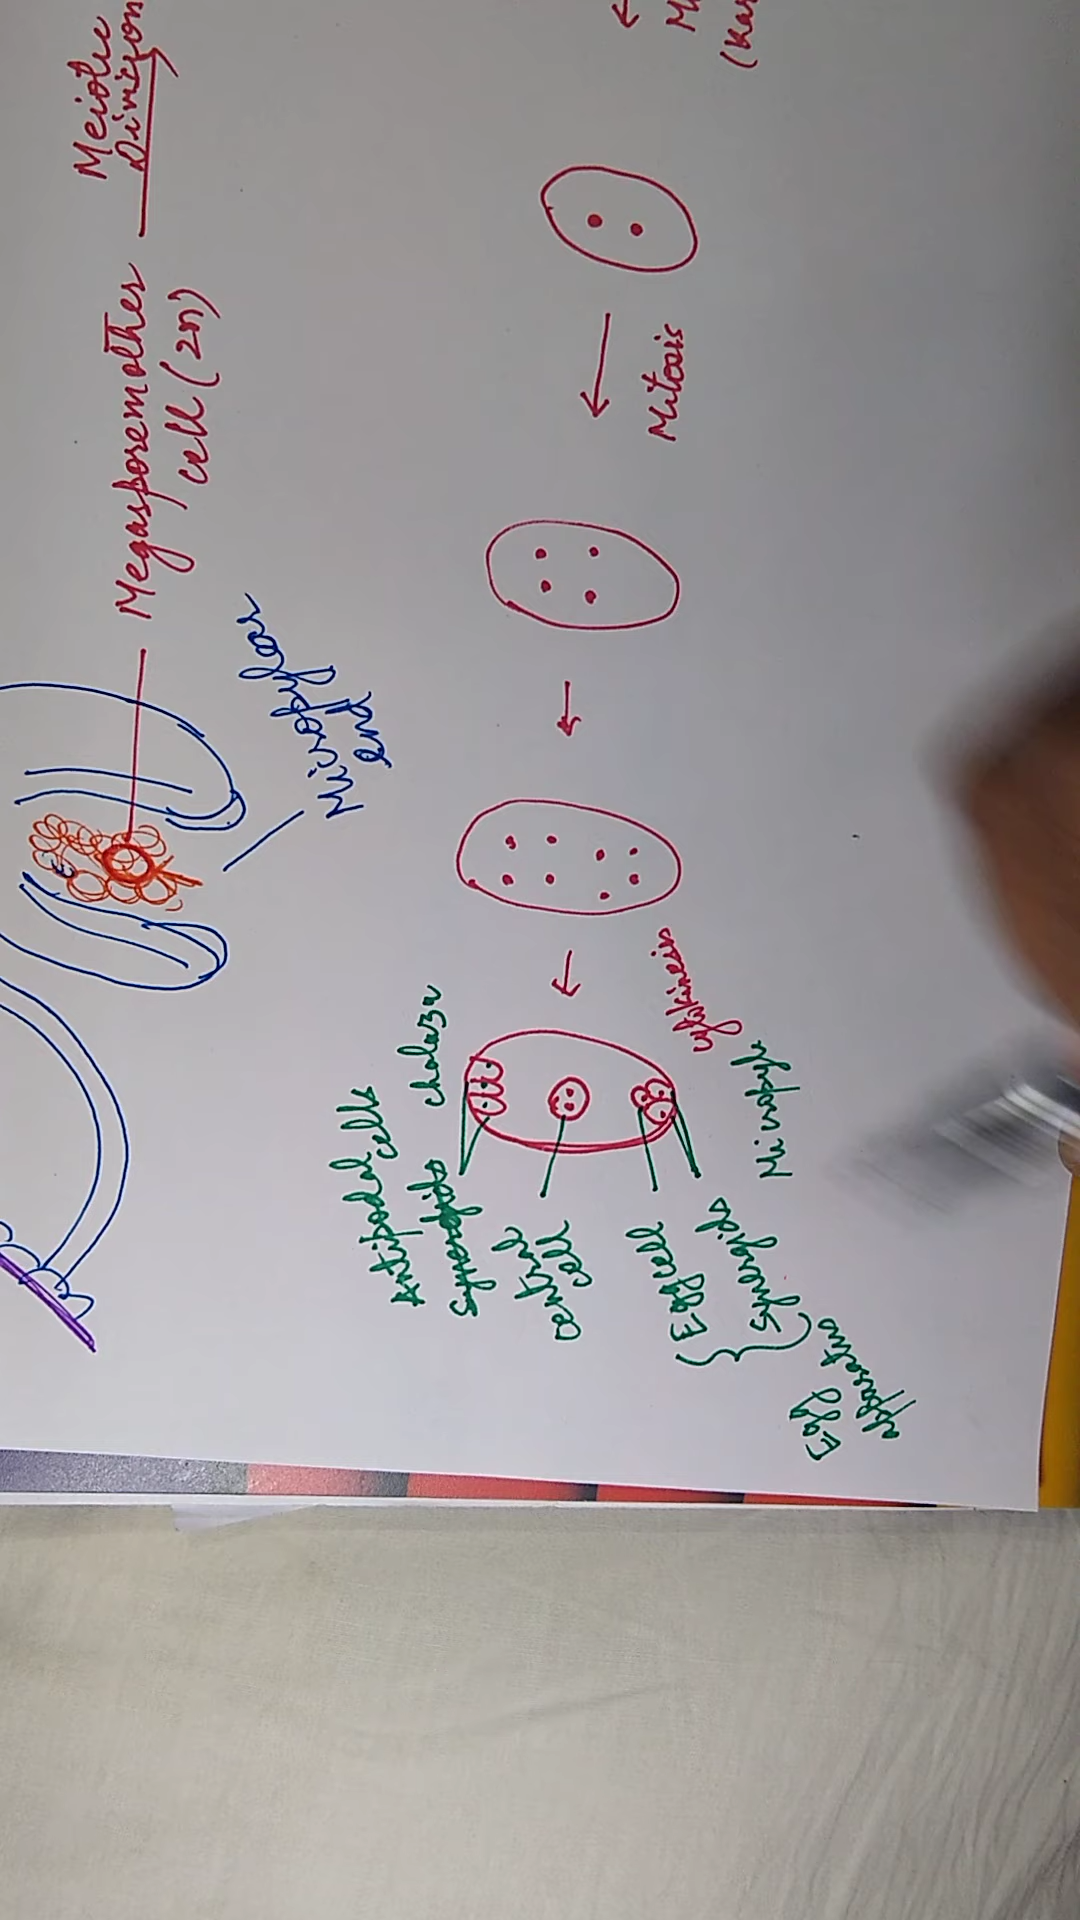 Megasporemother
cell (2n)
Meiotic
Division
Micropylar
end
Mitosis
cytokinesis
chalaza
Antipodal
cells
Synergids
central
cell
Egg cell
Synergids
Micropyle
Egg
apparatus